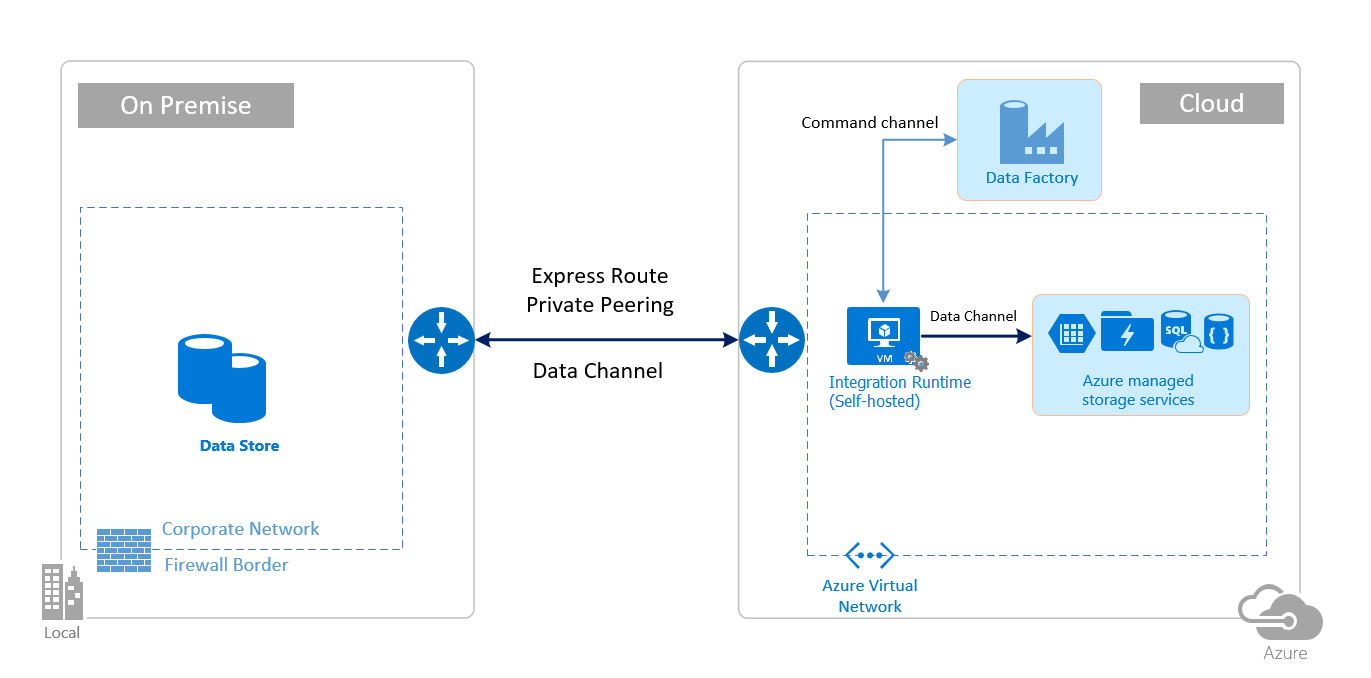 On Premise
Cloud
Command channel
Data Factory
Express Route
Private Peering
Data Channel
Data Channel
VM
SQL
{ }
Integration Runtime
(Self-hosted)
Azure managed
storage services
Data Store
Corporate Network
Firewall Border
Azure Virtual
Network
Local
Azure